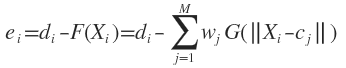 e_i = d_i − F(X_i) = d_i − ∑_{j=1}^{M} w_j G(‖X_i − c_j‖)